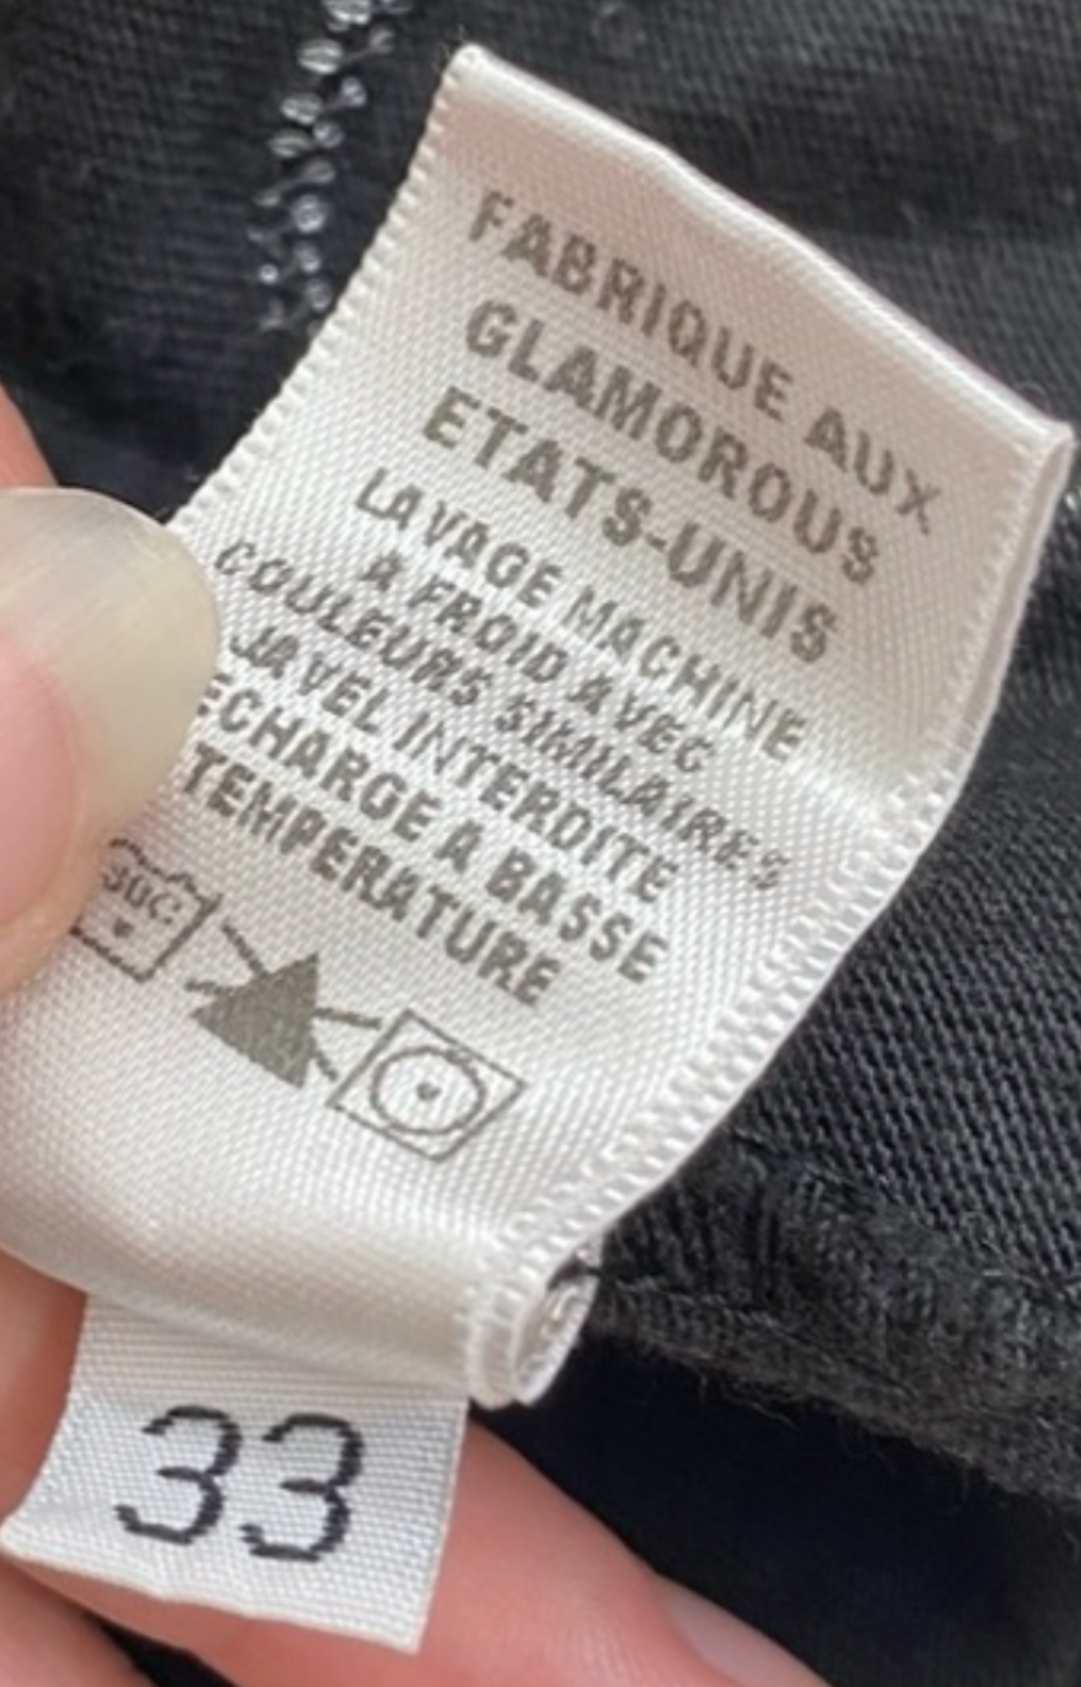 FABRIQUE AUX
GLAMOROUS
ETATS-UNIS
LAVAGE MACHINE
A FROID AVEC
COULEURS SIMILAIRES
JAVEL INTERDITE
ECHARGE A BASSE
TEMPERATURE
30C
33